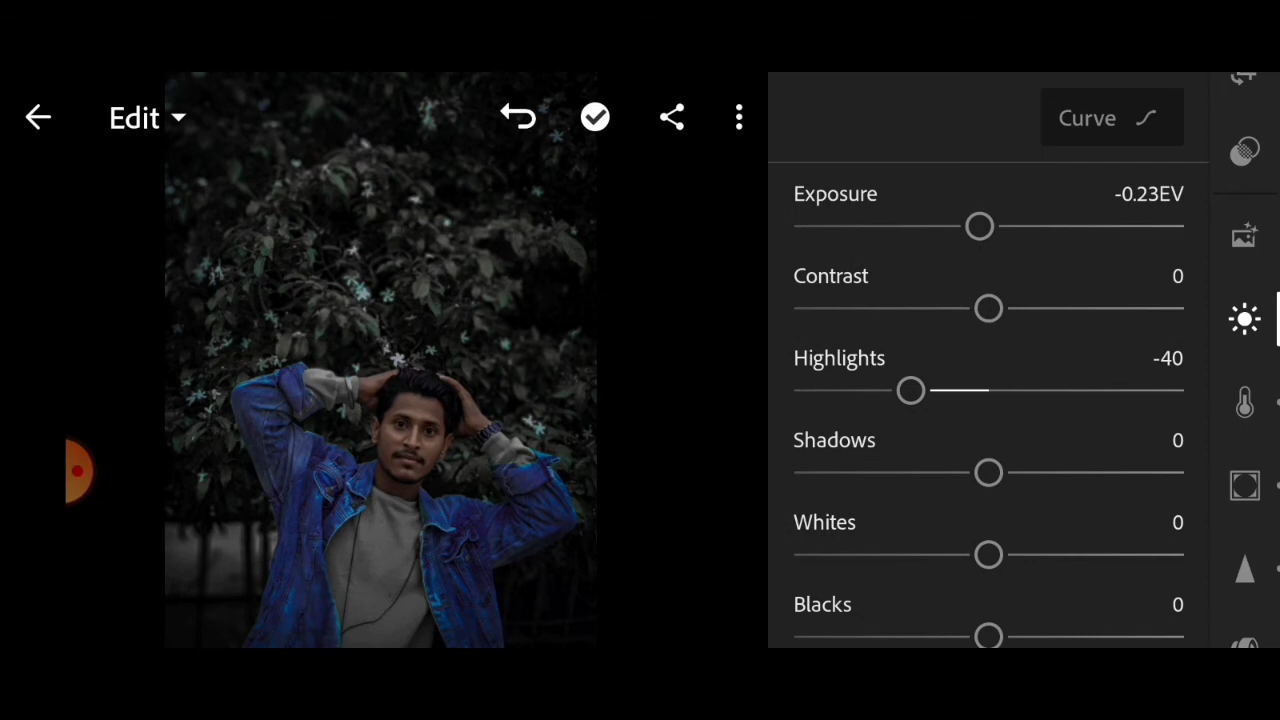 Edit
Curve
Exposure -0.23EV
Contrast 0
Highlights -40
Shadows 0
Whites 0
Blacks 0